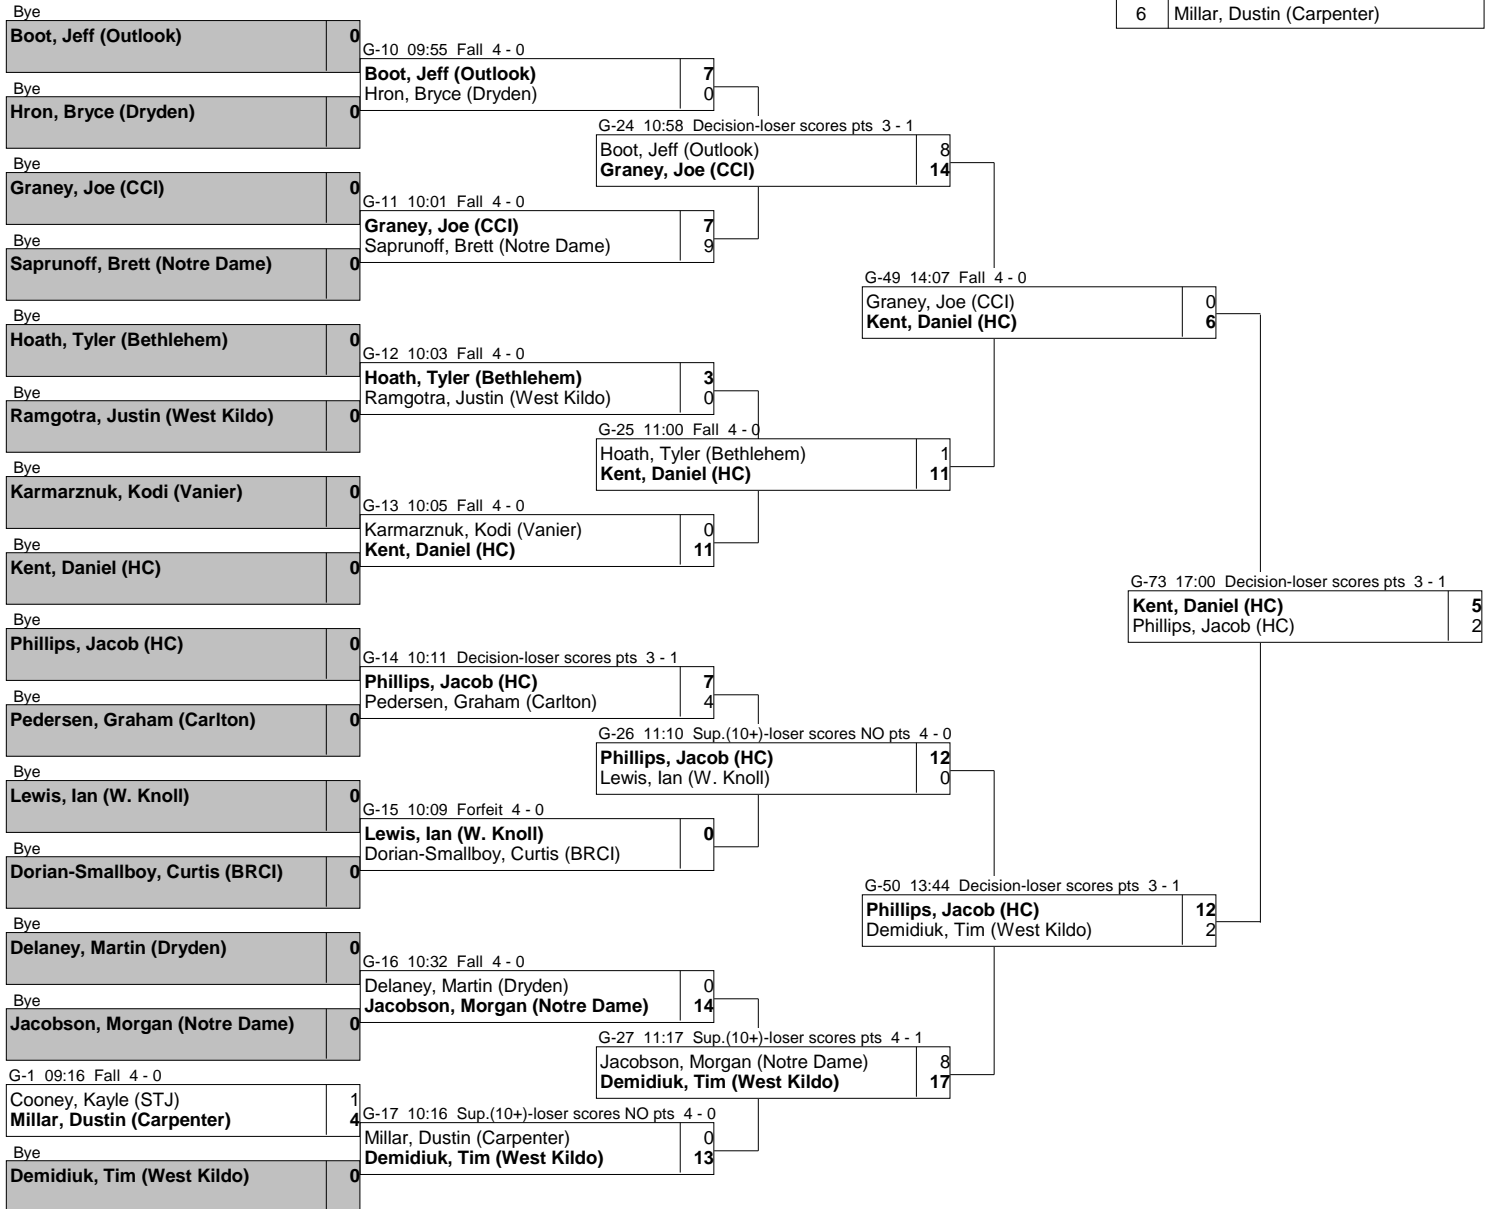 6 Millar, Dustin (Carpenter)
Bye
Boot, Jeff (Outlook) 0
Bye
Hron, Bryce (Dryden) 0
Bye
Graney, Joe (CCI) 0
Bye
Saprunoff, Brett (Notre Dame) 0
Bye
Hoath, Tyler (Bethlehem) 0
Bye
Ramgotra, Justin (West Kildo) 0
Bye
Karmarznuk, Kodi (Vanier) 0
Bye
Kent, Daniel (HC) 0
Bye
Phillips, Jacob (HC) 0
Bye
Pedersen, Graham (Carlton) 0
Bye
Lewis, Ian (W. Knoll) 0
Bye
Dorian-Smallboy, Curtis (BRCI) 0
Bye
Delaney, Martin (Dryden) 0
Bye
Jacobson, Morgan (Notre Dame) 0
G-1 09:16 Fall 4 - 0
Cooney, Kayle (STJ) 1
Millar, Dustin (Carpenter) 4
Bye
Demidiuk, Tim (West Kildo) 0
G-10 09:55 Fall 4 - 0
Boot, Jeff (Outlook) 7
Hron, Bryce (Dryden) 0
G-11 10:01 Fall 4 - 0
Graney, Joe (CCI) 7
Saprunoff, Brett (Notre Dame) 9
G-12 10:03 Fall 4 - 0
Hoath, Tyler (Bethlehem) 3
Ramgotra, Justin (West Kildo) 0
G-13 10:05 Fall 4 - 0
Karmarznuk, Kodi (Vanier) 0
Kent, Daniel (HC) 11
G-14 10:11 Decision-loser scores pts 3 - 1
Phillips, Jacob (HC) 7
Pedersen, Graham (Carlton) 4
G-15 10:09 Forfeit 4 - 0
Lewis, Ian (W. Knoll) 0
Dorian-Smallboy, Curtis (BRCI)
G-16 10:32 Fall 4 - 0
Delaney, Martin (Dryden) 0
Jacobson, Morgan (Notre Dame) 14
G-17 10:16 Sup.(10+)-loser scores NO pts 4 - 0
Millar, Dustin (Carpenter) 0
Demidiuk, Tim (West Kildo) 13
G-24 10:58 Decision-loser scores pts 3 - 1
Boot, Jeff (Outlook) 8
Graney, Joe (CCI) 14
G-25 11:00 Fall 4 - 0
Hoath, Tyler (Bethlehem) 1
Kent, Daniel (HC) 11
G-26 11:10 Sup.(10+)-loser scores NO pts 4 - 0
Phillips, Jacob (HC) 12
Lewis, Ian (W. Knoll) 0
G-27 11:17 Sup.(10+)-loser scores pts 4 - 1
Jacobson, Morgan (Notre Dame) 8
Demidiuk, Tim (West Kildo) 17
G-49 14:07 Fall 4 - 0
Graney, Joe (CCI) 0
Kent, Daniel (HC) 6
G-50 13:44 Decision-loser scores pts 3 - 1
Phillips, Jacob (HC) 12
Demidiuk, Tim (West Kildo) 2
G-73 17:00 Decision-loser scores pts 3 - 1
Kent, Daniel (HC) 5
Phillips, Jacob (HC) 2